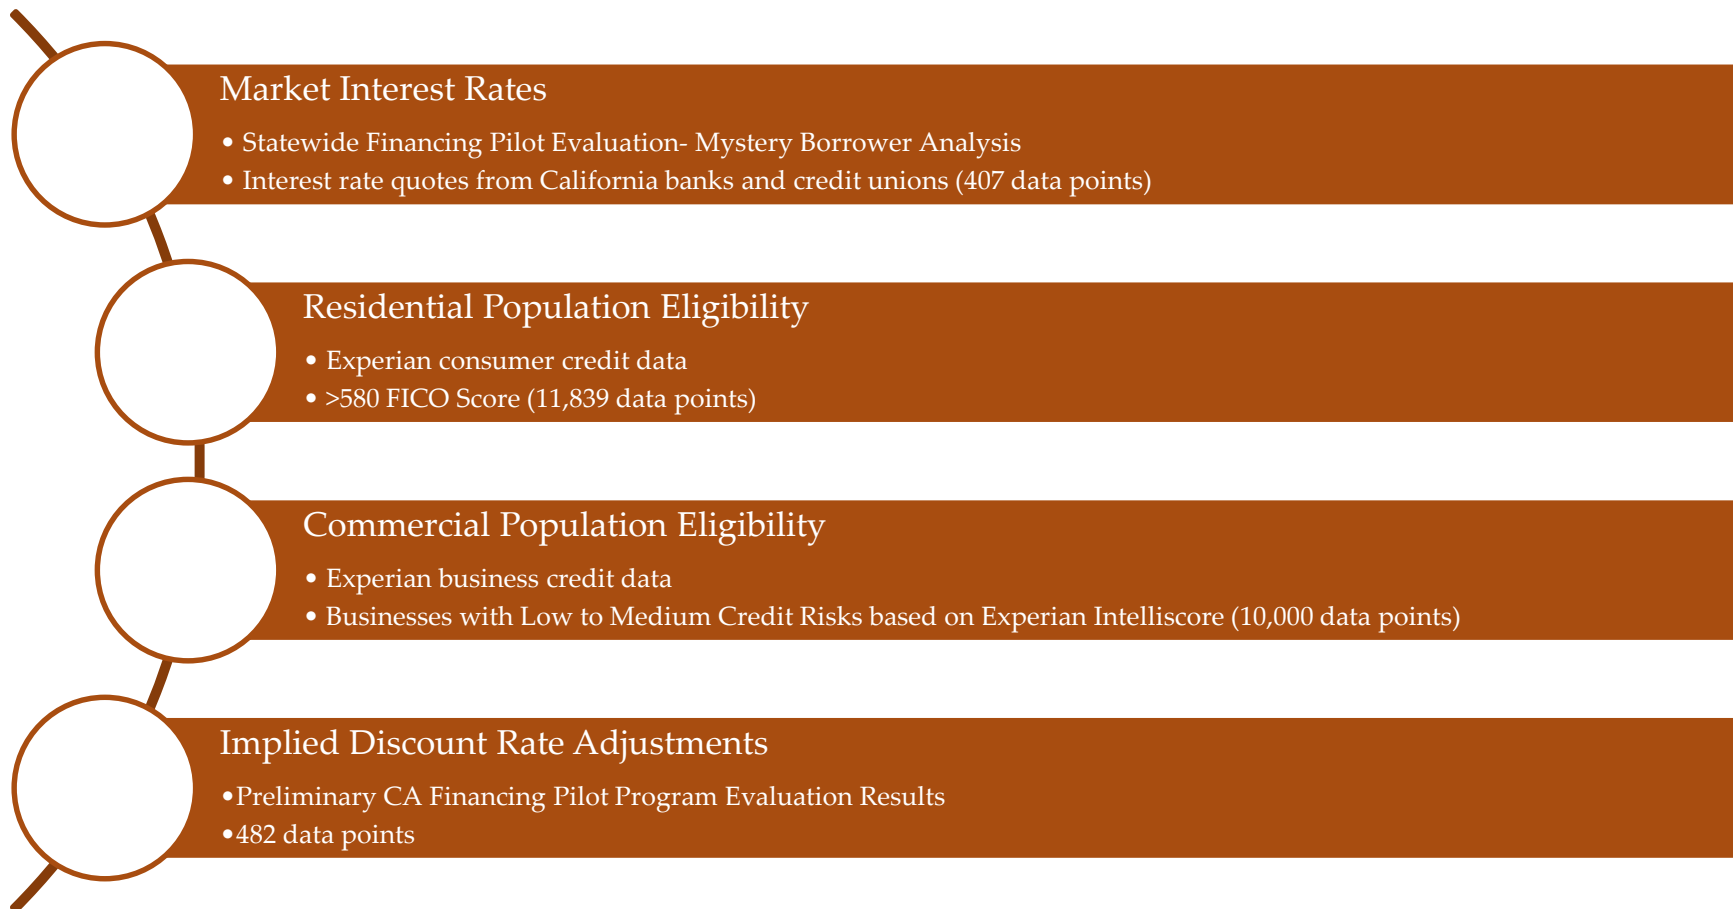 Market Interest Rates
• Statewide Financing Pilot Evaluation- Mystery Borrower Analysis
• Interest rate quotes from California banks and credit unions (407 data points)
Residential Population Eligibility
• Experian consumer credit data
• >580 FICO Score (11,839 data points)
Commercial Population Eligibility
• Experian business credit data
• Businesses with Low to Medium Credit Risks based on Experian Intelliscore (10,000 data points)
Implied Discount Rate Adjustments
•Preliminary CA Financing Pilot Program Evaluation Results
•482 data points